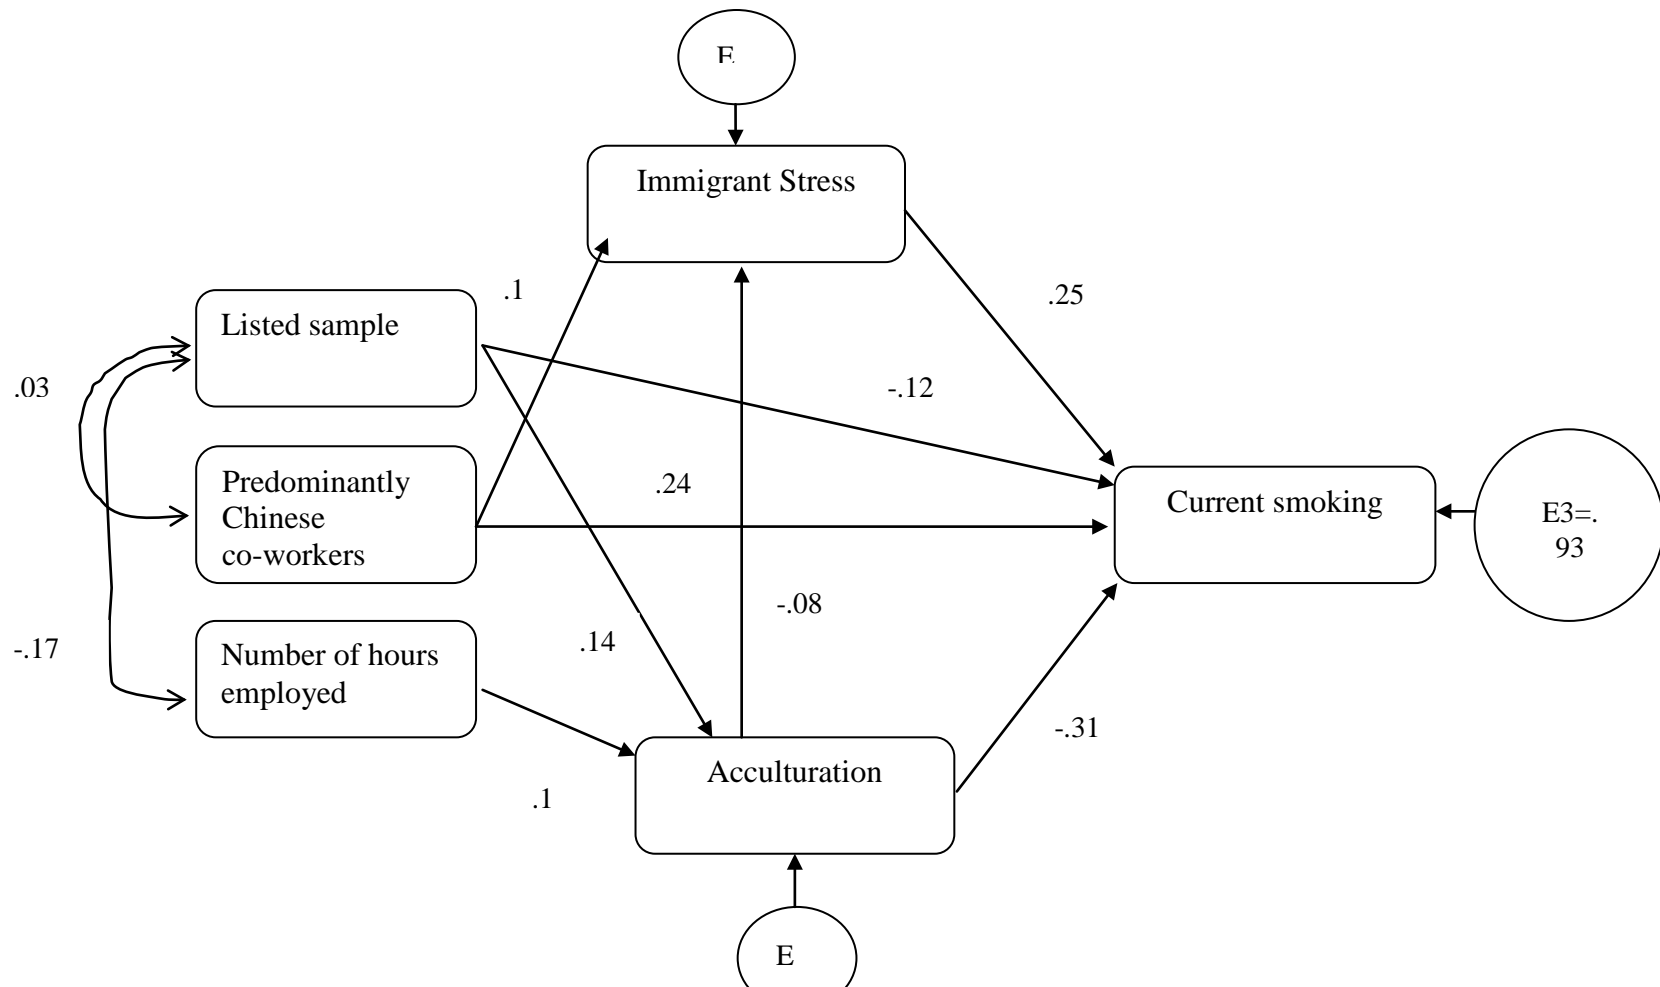 E
Immigrant Stress
.1
.25
Listed sample
.03
-.12
Predominantly
Chinese
co-workers
.24
Current smoking
E3=.
93
-.08
-.17
Number of hours
employed
.14
-.31
Acculturation
.1
E